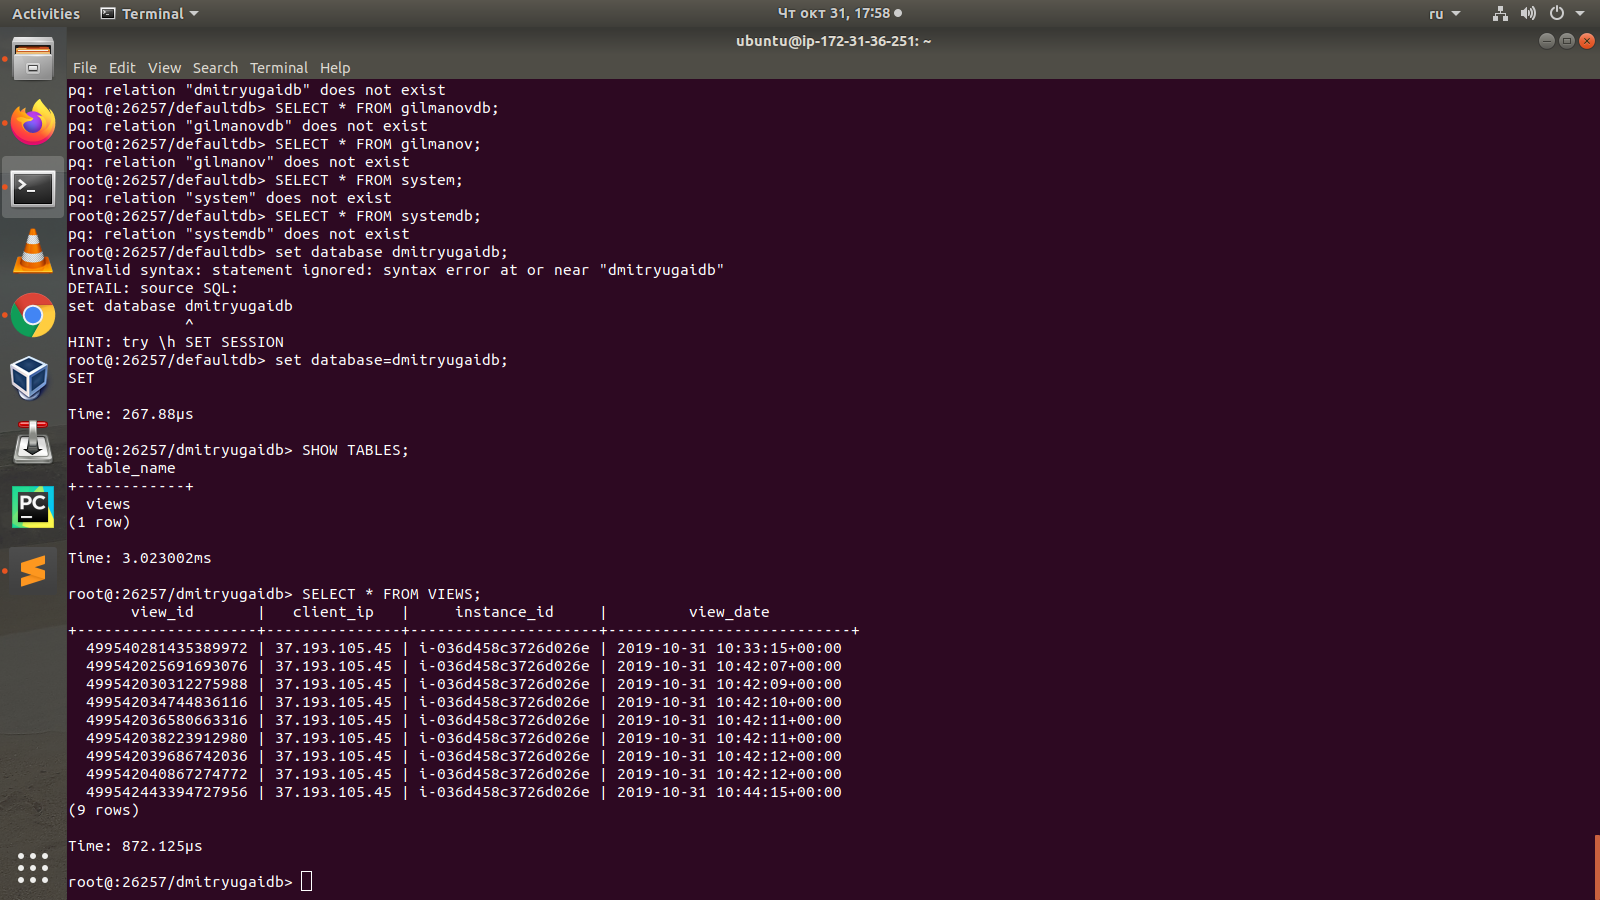 Activities Terminal Чт окт 31, 17:58 ru
ubuntu@ip-172-31-36-251: ~
File Edit View Search Terminal Help
pq: relation "dmitryugaidb" does not exist
root@:26257/defaultdb> SELECT * FROM gilmanovdb;
pq: relation "gilmanovdb" does not exist
root@:26257/defaultdb> SELECT * FROM gilmanov;
pq: relation "gilmanov" does not exist
root@:26257/defaultdb> SELECT * FROM system;
pq: relation "system" does not exist
root@:26257/defaultdb> SELECT * FROM systemdb;
pq: relation "systemdb" does not exist
root@:26257/defaultdb> set database dmitryugaidb;
invalid syntax: statement ignored: syntax error at or near "dmitryugaidb"
DETAIL: source SQL:
set database dmitryugaidb
^
HINT: try \h SET SESSION
root@:26257/defaultdb> set database=dmitryugaidb;
SET
Time: 267.88µs
root@:26257/dmitryugaidb> SHOW TABLES;
table_name
+------------+
views
(1 row)
Time: 3.023002ms
root@:26257/dmitryugaidb> SELECT * FROM VIEWS;
view_id | client_ip | instance_id | view_date
+--------------------+---------------+---------------------+---------------------------+
499540281435389972 | 37.193.105.45 | i-036d458c3726d026e | 2019-10-31 10:33:15+00:00
499542025691693076 | 37.193.105.45 | i-036d458c3726d026e | 2019-10-31 10:42:07+00:00
499542030312275988 | 37.193.105.45 | i-036d458c3726d026e | 2019-10-31 10:42:09+00:00
499542034744836116 | 37.193.105.45 | i-036d458c3726d026e | 2019-10-31 10:42:10+00:00
499542036580663316 | 37.193.105.45 | i-036d458c3726d026e | 2019-10-31 10:42:11+00:00
499542038223912980 | 37.193.105.45 | i-036d458c3726d026e | 2019-10-31 10:42:11+00:00
499542039686742036 | 37.193.105.45 | i-036d458c3726d026e | 2019-10-31 10:42:12+00:00
499542040867274772 | 37.193.105.45 | i-036d458c3726d026e | 2019-10-31 10:42:12+00:00
499542443394727956 | 37.193.105.45 | i-036d458c3726d026e | 2019-10-31 10:44:15+00:00
(9 rows)
Time: 872.125µs
root@:26257/dmitryugaidb>
PC